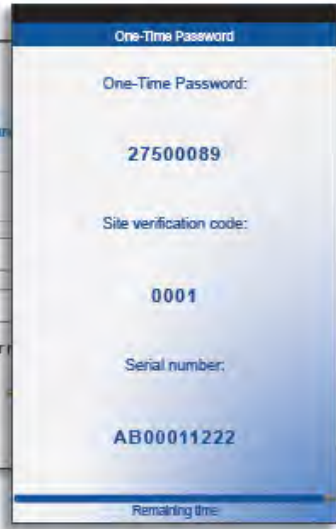 One-Time Password
One-Time Password:
27500089
Site verification code:
0001
Serial number:
AB00011222
Remaining time